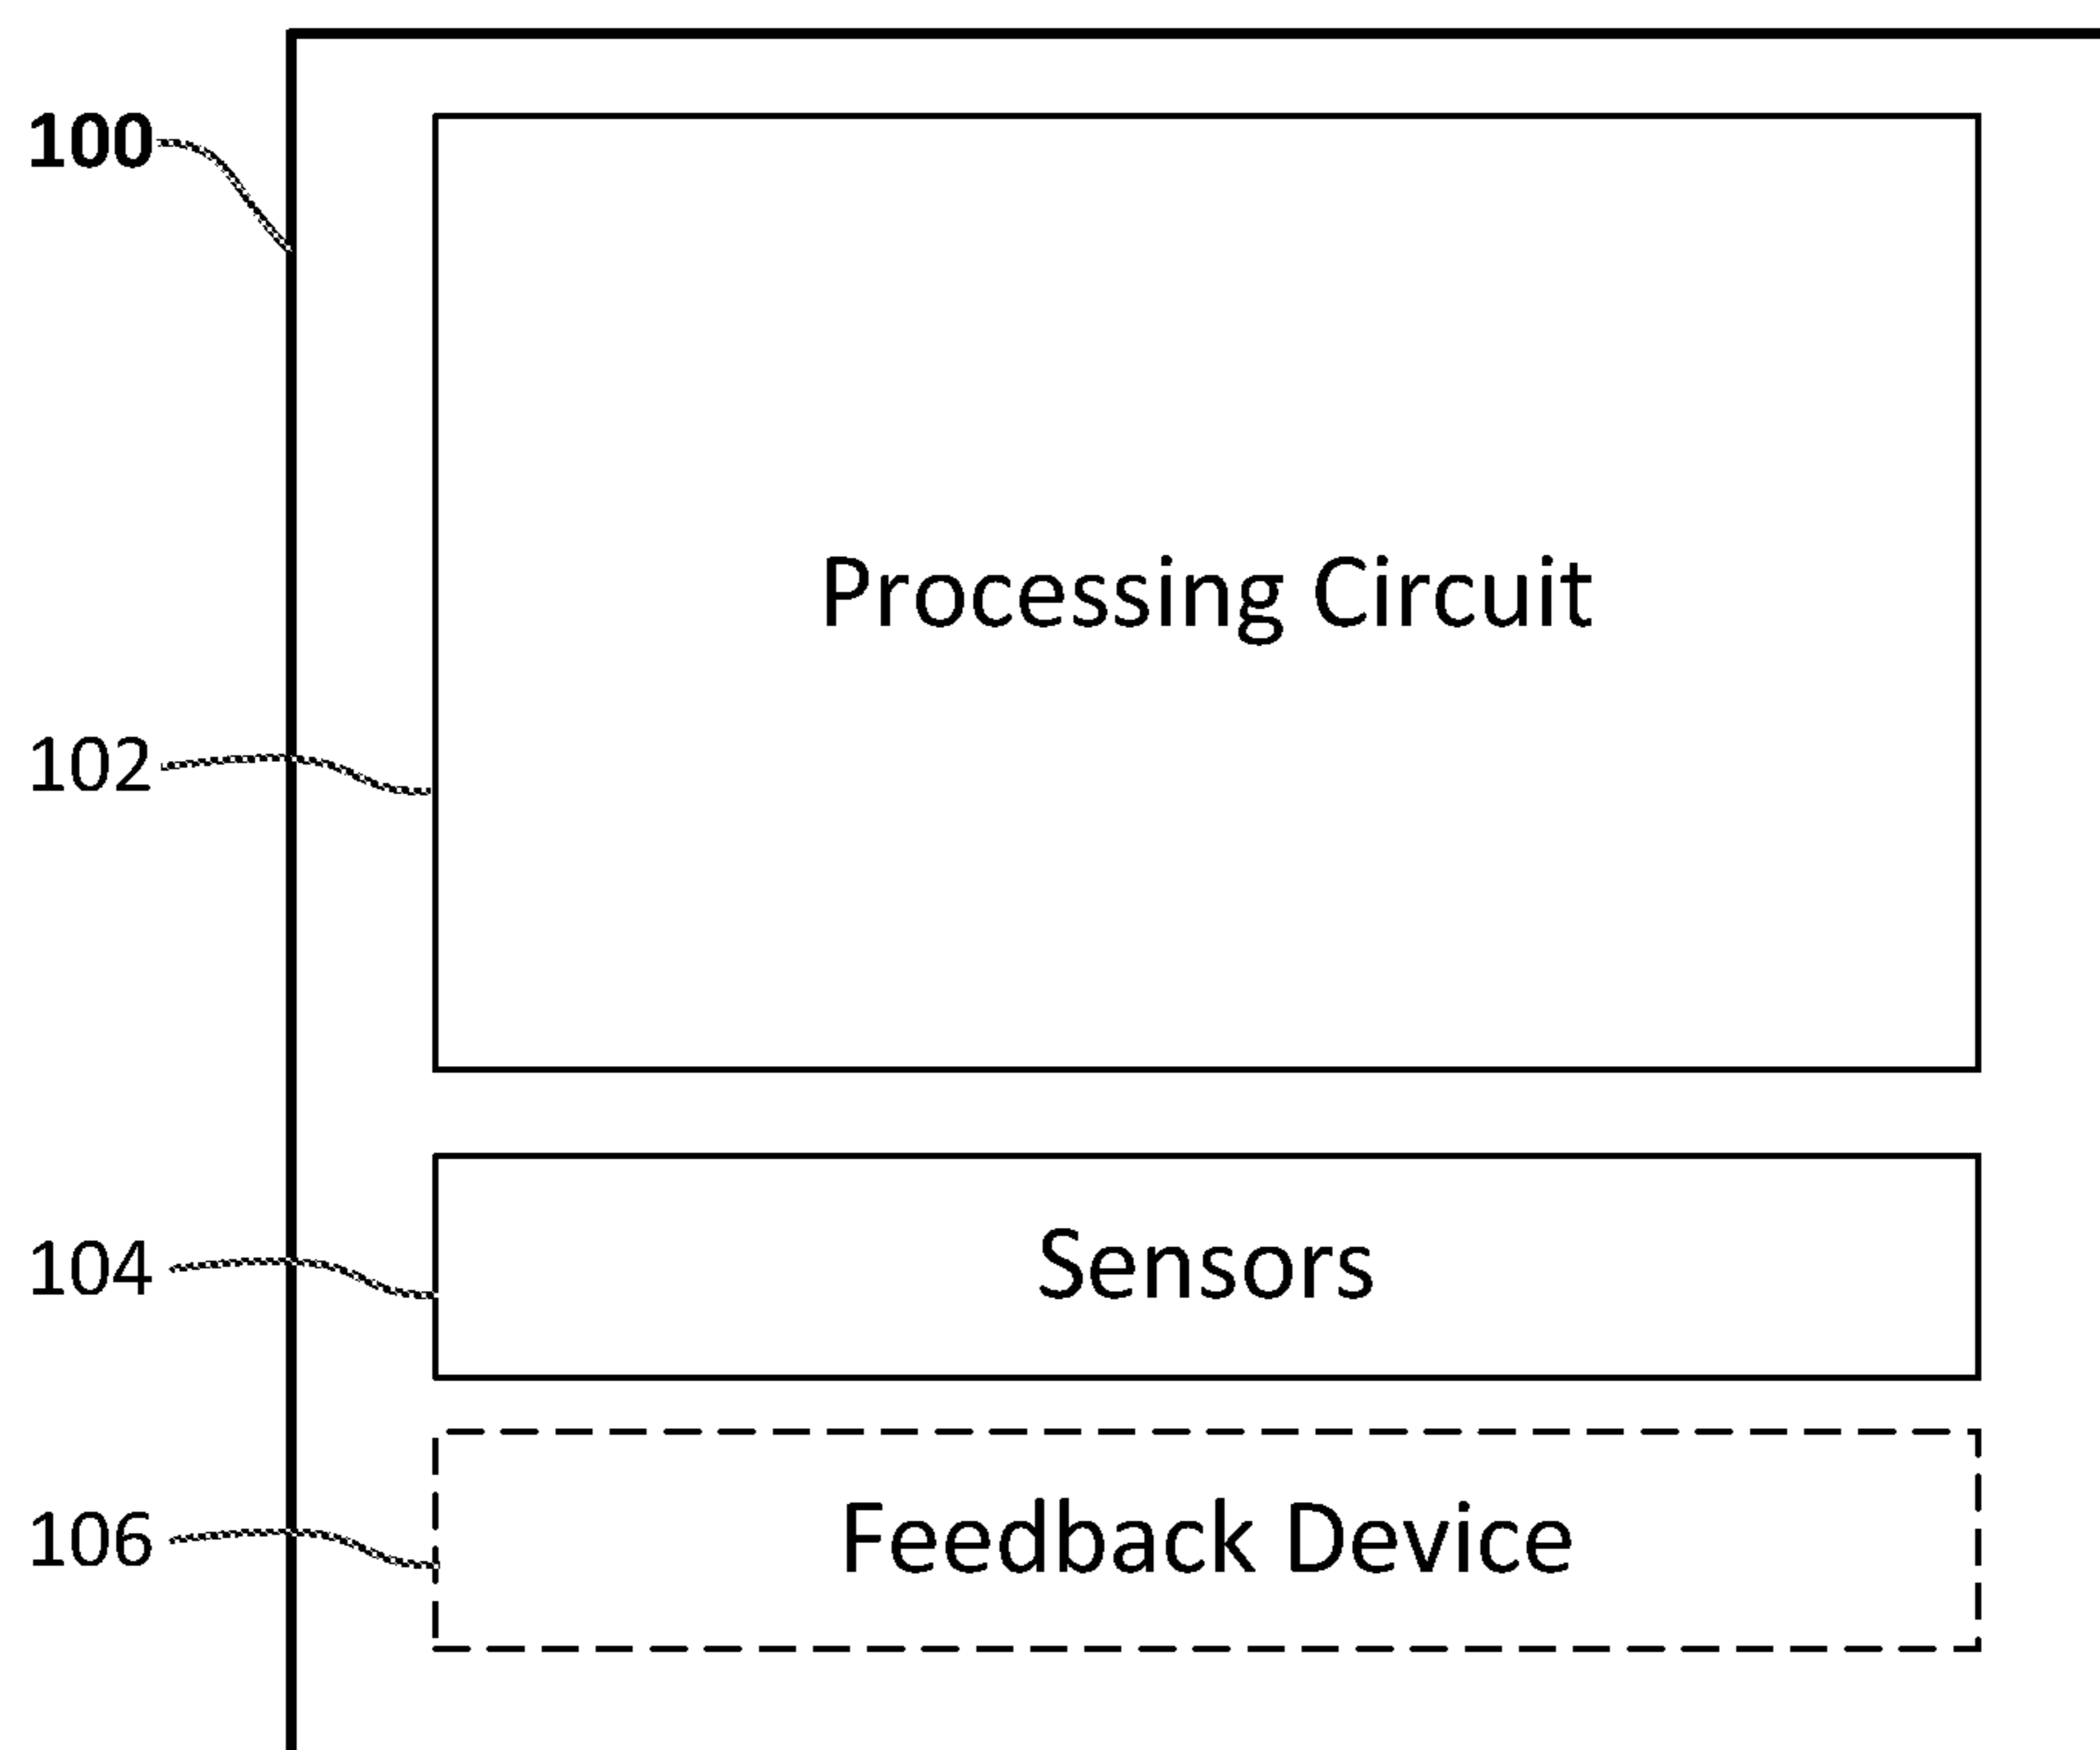 100
Processing Circuit
102
Sensors
104
Feedback Device
106